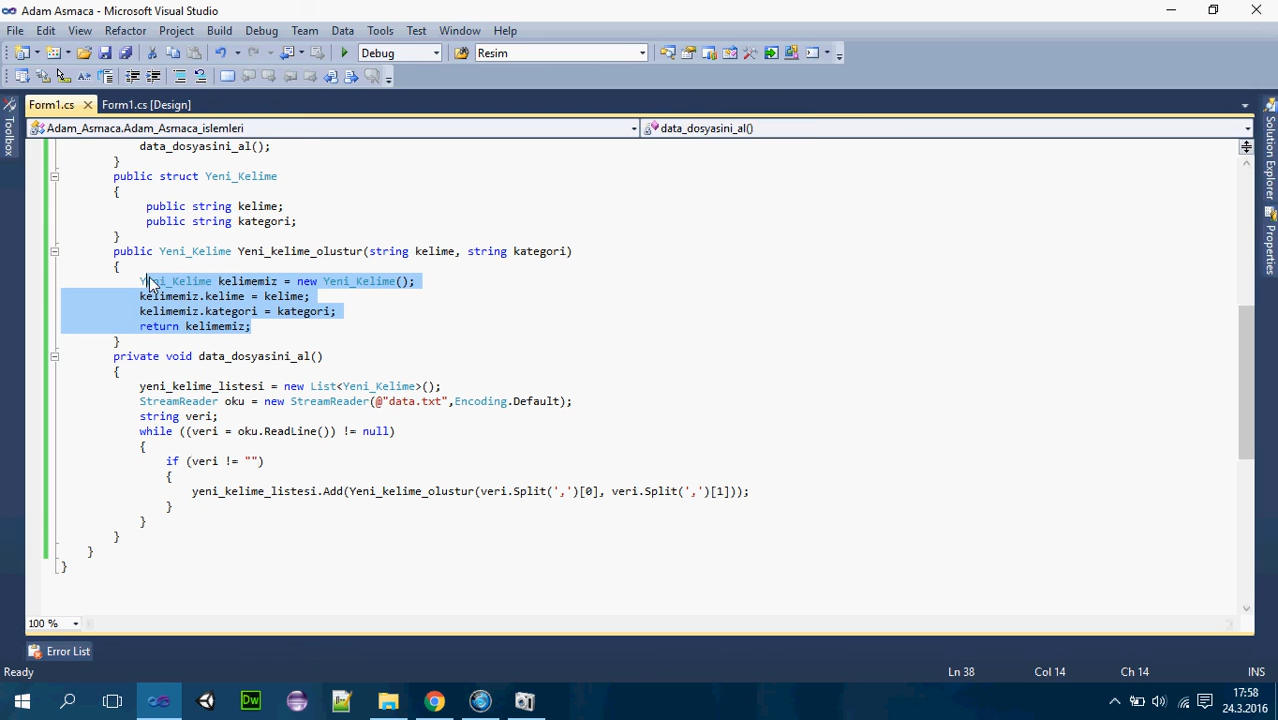 Adam Asmaca - Microsoft Visual Studio
File Edit View Refactor Project Build Debug Team Data Tools Test Window Help
Debug Resim
Form1.cs Form1.cs [Design]
Adam_Asmaca.Adam_Asmaca_islemleri data_dosyasini_al()
Toolbox
Solution Explorer
Properties
data_dosyasini_al();
}
public struct Yeni_Kelime
{
public string kelime;
public string kategori;
}
public Yeni_Kelime Yeni_kelime_olustur(string kelime, string kategori)
{
Yeni_Kelime kelimemiz = new Yeni_Kelime();
kelimemiz.kelime = kelime;
kelimemiz.kategori = kategori;
return kelimemiz;
}
private void data_dosyasini_al()
{
yeni_kelime_listesi = new List<Yeni_Kelime>();
StreamReader oku = new StreamReader(@"data.txt",Encoding.Default);
string veri;
while ((veri = oku.ReadLine()) != null)
{
if (veri != "")
{
yeni_kelime_listesi.Add(Yeni_kelime_olustur(veri.Split(',')[0], veri.Split(',')[1]));
}
}
}
}
}
100 %
Error List
Ready Ln 38 Col 14 Ch 14 INS
Dw
17:58
24.3.2016